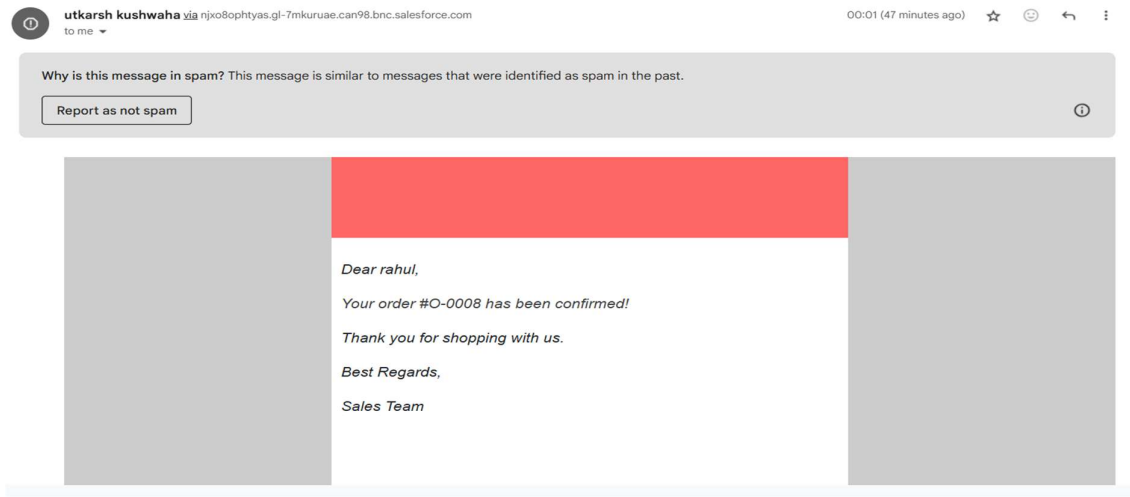 utkarsh kushwaha via njxo8ophtyas.gl-7mkuruae.can98.bnc.salesforce.com
00:01 (47 minutes ago)
to me
Why is this message in spam? This message is similar to messages that were identified as spam in the past.
Report as not spam
Dear rahul,
Your order #O-0008 has been confirmed!
Thank you for shopping with us.
Best Regards,
Sales Team